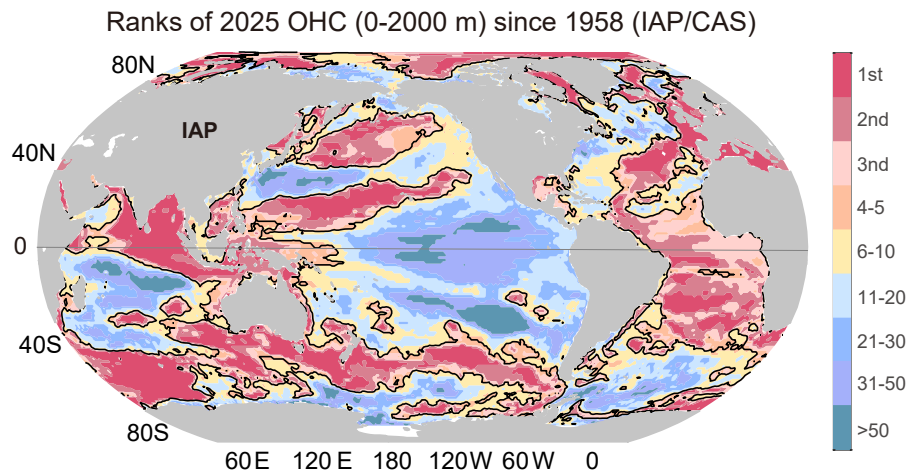 Ranks of 2025 OHC (0-2000 m) since 1958 (IAP/CAS)
80N
IAP
40N
0
40S
80S
60E 120E 180 120W 60W 0
1st
2nd
3nd
4-5
6-10
11-20
21-30
31-50
>50